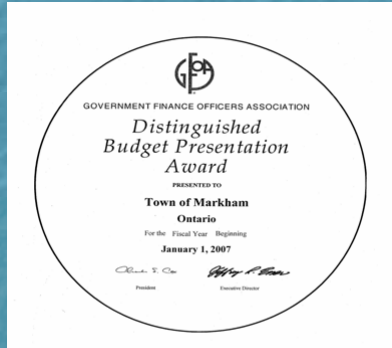 GFOA
GOVERNMENT FINANCE OFFICERS ASSOCIATION
Distinguished
Budget Presentation
Award
PRESENTED TO
Town of Markham
Ontario
For the Fiscal Year Beginning
January 1, 2007
President Executive Director